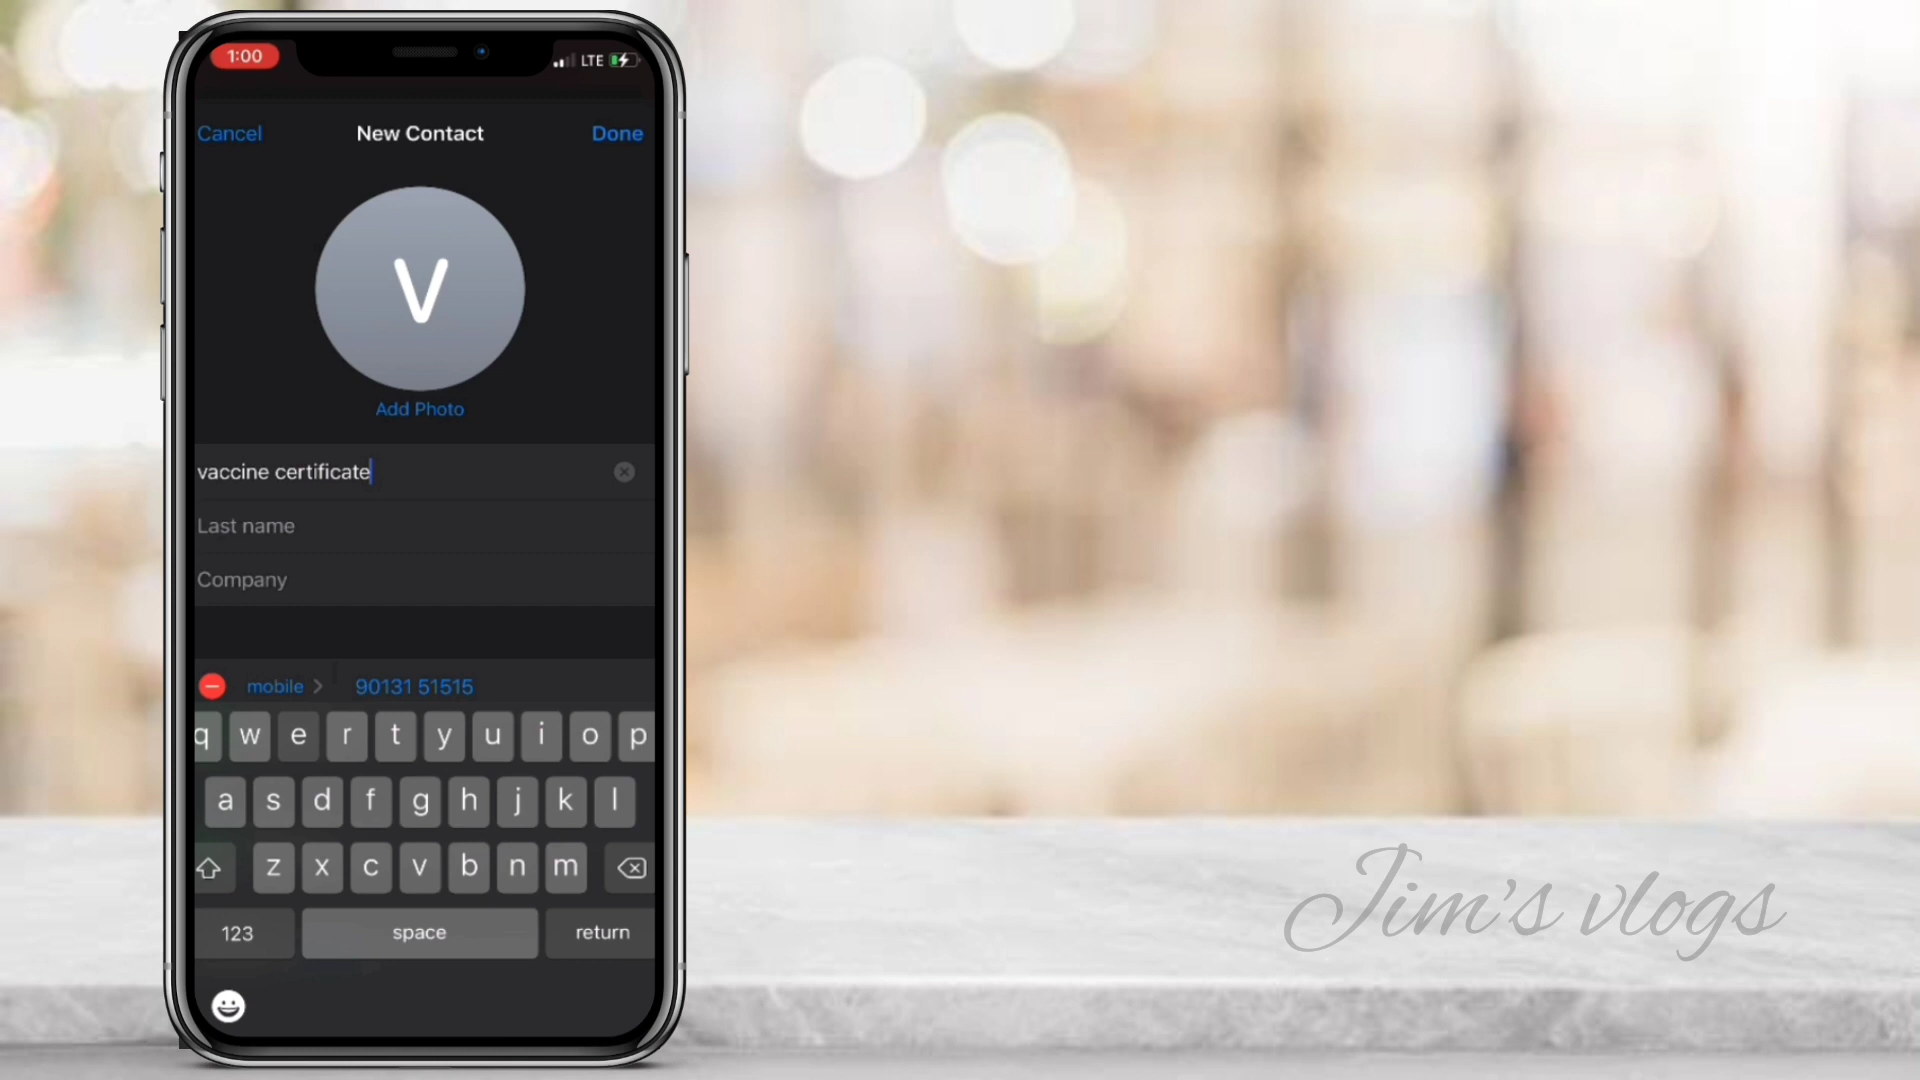 1:00
LTE
Cancel
New Contact
Done
V
Add Photo
vaccine certificate
Last name
Company
mobile
90131 51515
q w e r t y u i o p
a s d f g h j k l
z x c v b n m
123
space
return
Jim's vlogs